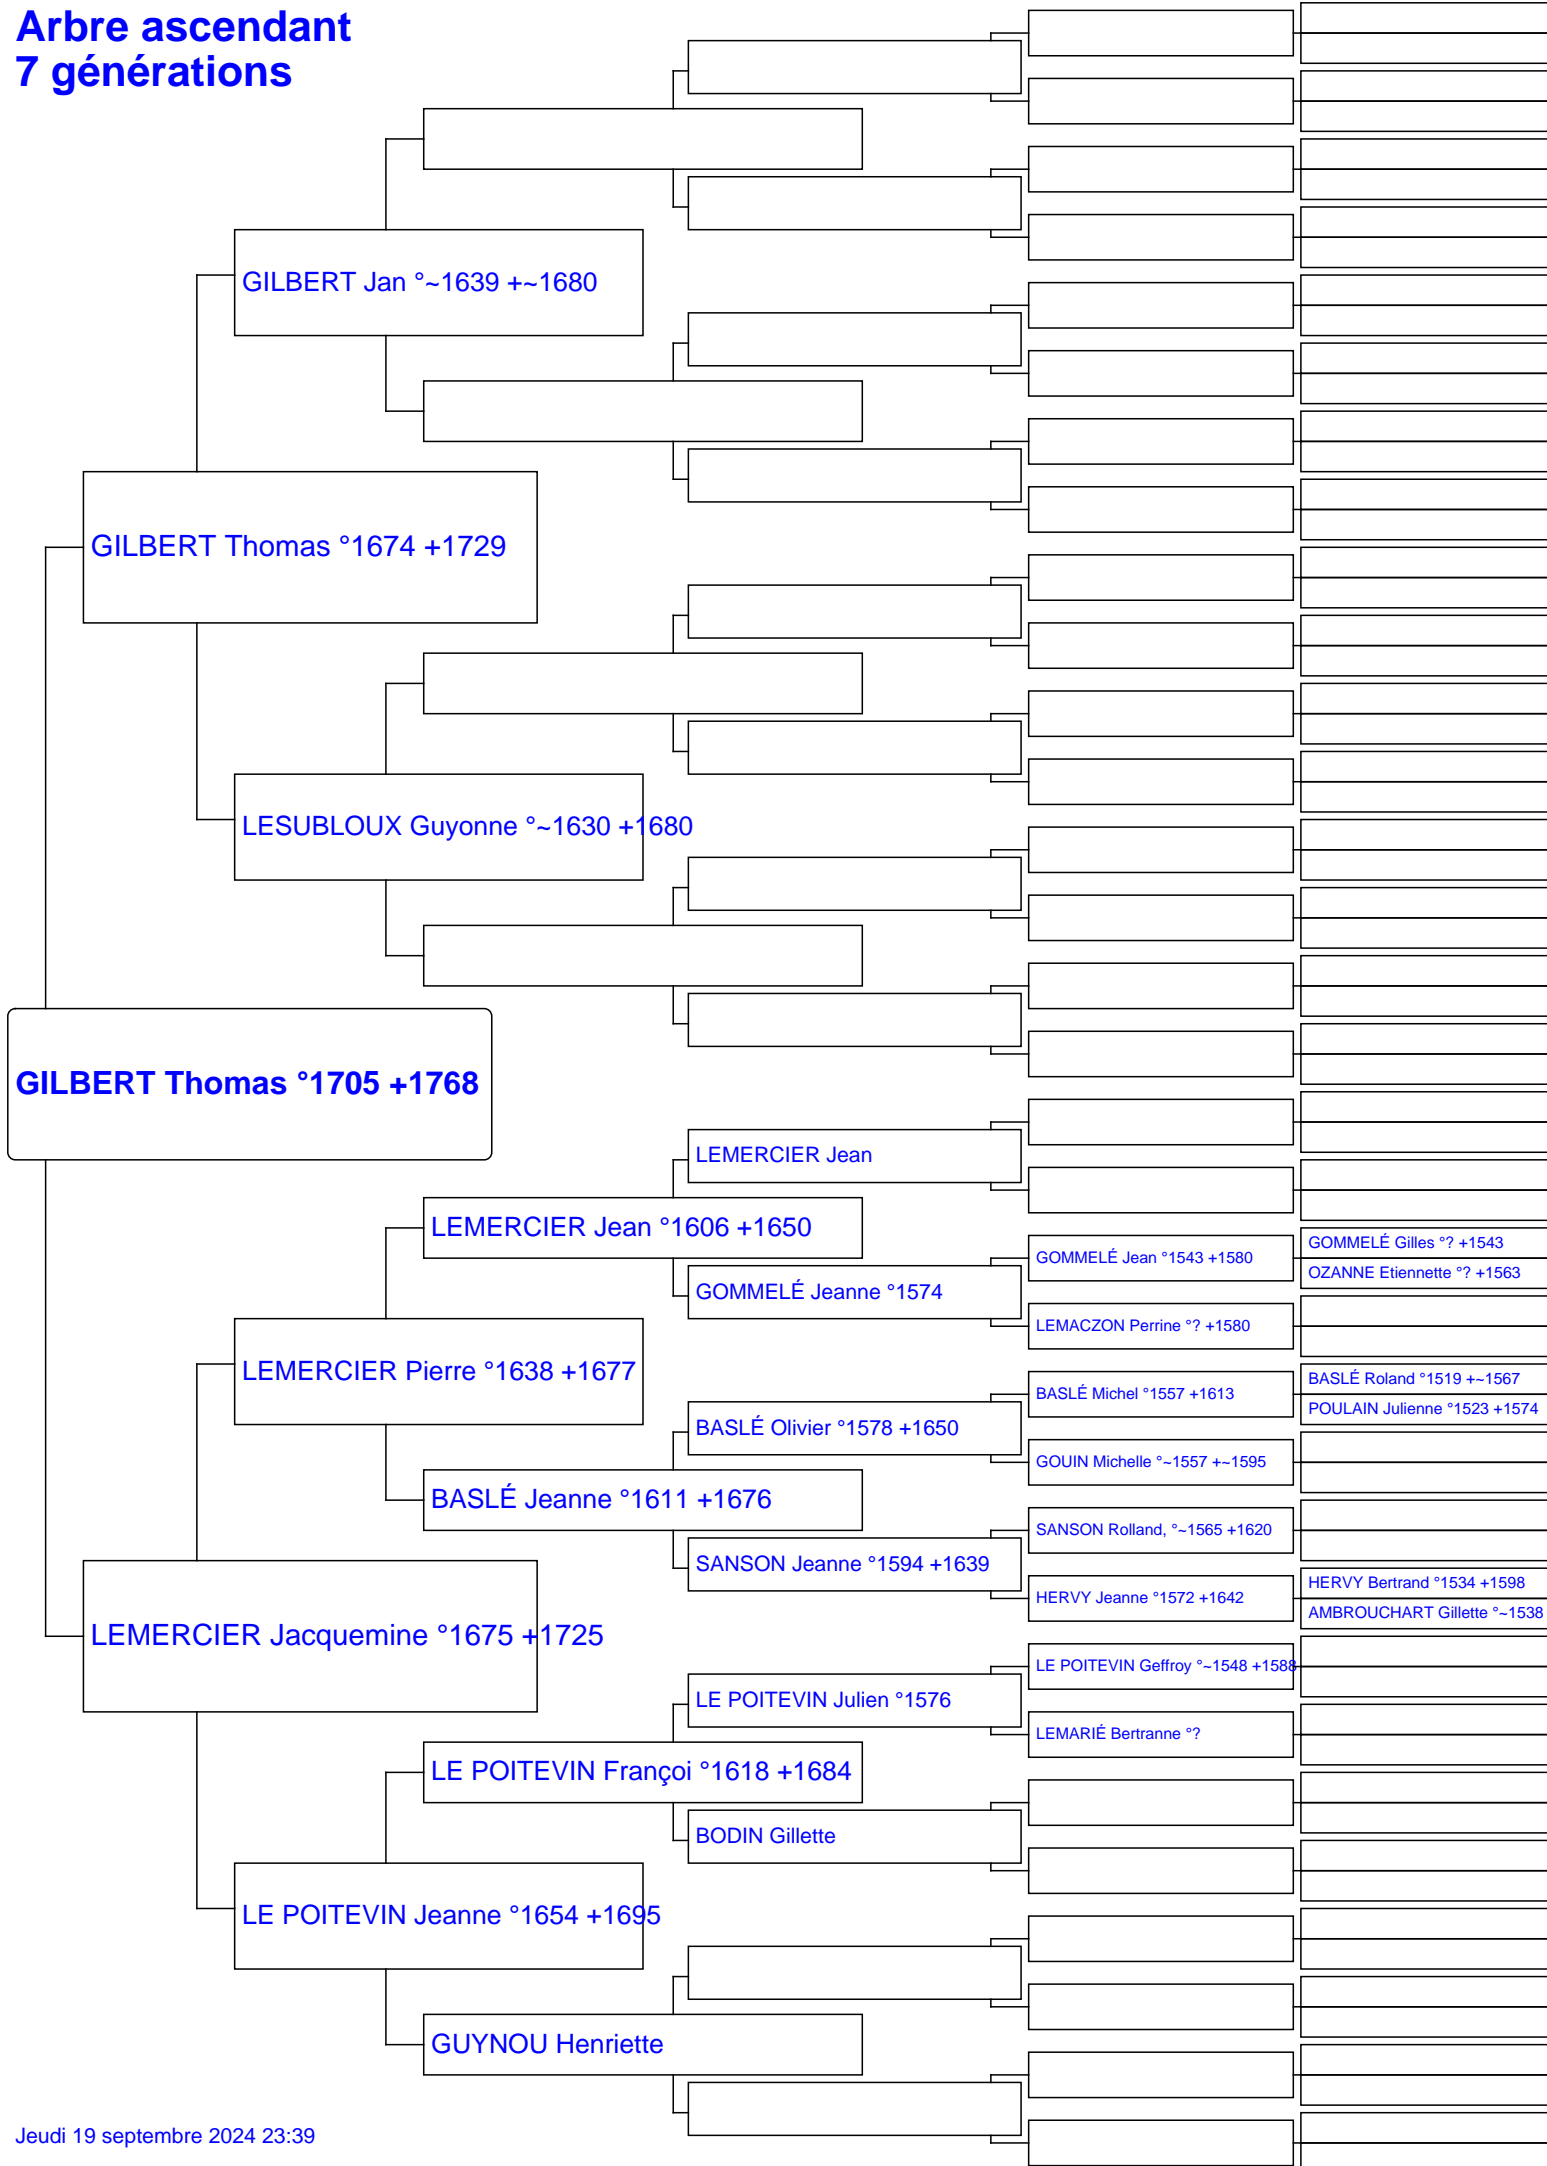 Arbre ascendant
7 générations
GILBERT Jan °~1639 +~1680
GILBERT Thomas °1674 +1729
LESUBLOUX Guyonne °~1630 +1680
GILBERT Thomas °1705 +1768
LEMERCIER Jean
LEMERCIER Jean °1606 +1650
GOMMELÉ Jean °1543 +1580
GOMMELÉ Gilles °? +1543
OZANNE Etiennette °? +1563
GOMMELÉ Jeanne °1574
LEMACZON Perrine °? +1580
LEMERCIER Pierre °1638 +1677
BASLÉ Michel °1557 +1613
BASLÉ Roland °1519 +~1567
POULAIN Julienne °1523 +1574
BASLÉ Olivier °1578 +1650
GOUIN Michelle °~1557 +~1595
BASLÉ Jeanne °1611 +1676
SANSON Rolland, °~1565 +1620
SANSON Jeanne °1594 +1639
HERVY Jeanne °1572 +1642
HERVY Bertrand °1534 +1598
AMBROUCHART Gillette °~1538
LEMERCIER Jacquemine °1675 +1725
LE POITEVIN Geffroy °~1548 +1588
LE POITEVIN Julien °1576
LEMARIÉ Bertranne °?
LE POITEVIN Françoi °1618 +1684
BODIN Gillette
LE POITEVIN Jeanne °1654 +1695
GUYNOU Henriette
Jeudi 19 septembre 2024 23:39